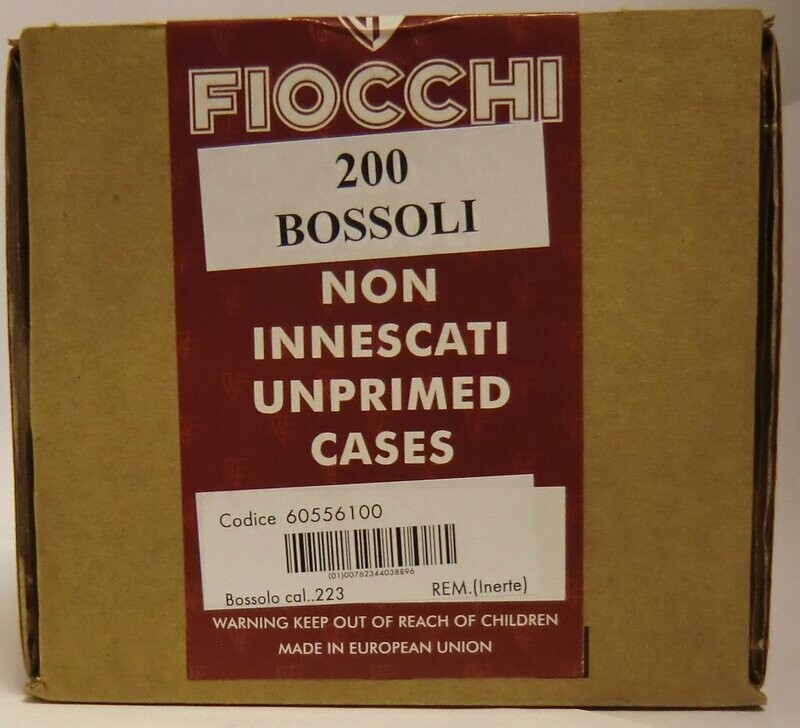 FIOCCHI
200
BOSSOLI
NON
INNESCATI
UNPRIMED
CASES
Codice 60556100
(01)00762344038896
Bossolo cal..223 REM.(Inerte)
WARNING KEEP OUT OF REACH OF CHILDREN
MADE IN EUROPEAN UNION